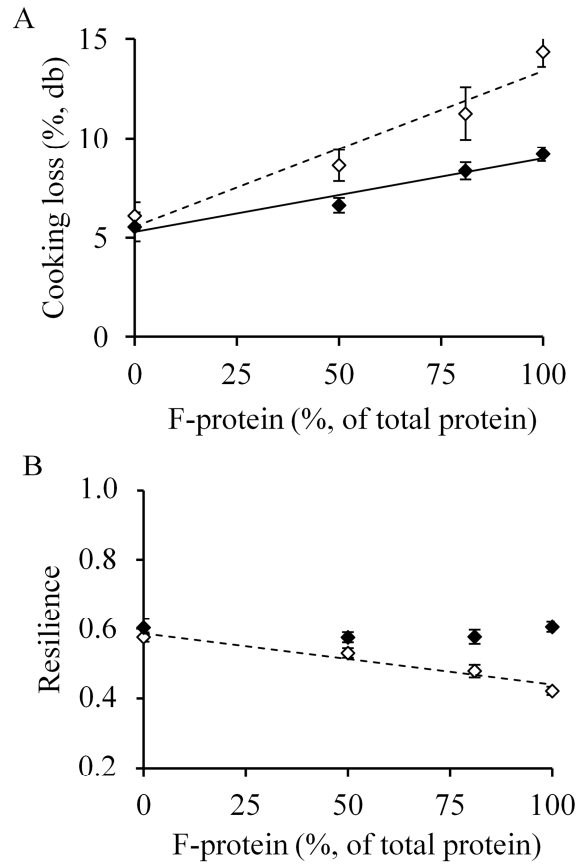 A
Cooking loss (%, db)
15
10
5
0
0 25 50 75 100
F-protein (%, of total protein)
B
Resilience
1.0
0.8
0.6
0.4
0.2
0 25 50 75 100
F-protein (%, of total protein)